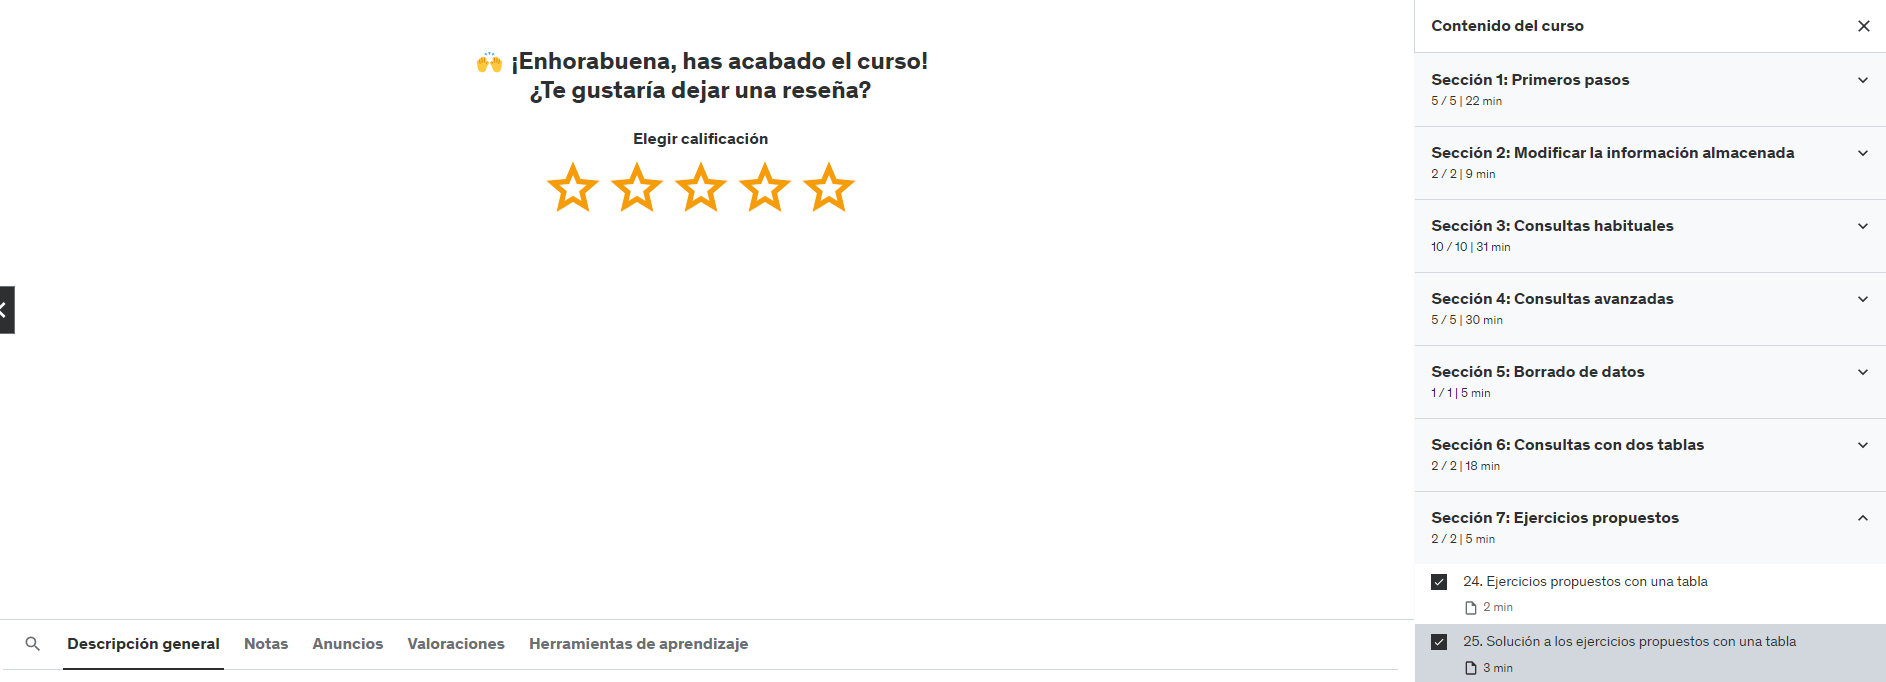 ¡Enhorabuena, has acabado el curso!
¿Te gustaría dejar una reseña?
Elegir calificación
Descripción general
Notas
Anuncios
Valoraciones
Herramientas de aprendizaje
Contenido del curso
Sección 1: Primeros pasos
5 / 5 | 22 min
Sección 2: Modificar la información almacenada
2 / 2 | 9 min
Sección 3: Consultas habituales
10 / 10 | 31 min
Sección 4: Consultas avanzadas
5 / 5 | 30 min
Sección 5: Borrado de datos
1 / 1 | 5 min
Sección 6: Consultas con dos tablas
2 / 2 | 18 min
Sección 7: Ejercicios propuestos
2 / 2 | 5 min
24. Ejercicios propuestos con una tabla
2 min
25. Solución a los ejercicios propuestos con una tabla
3 min